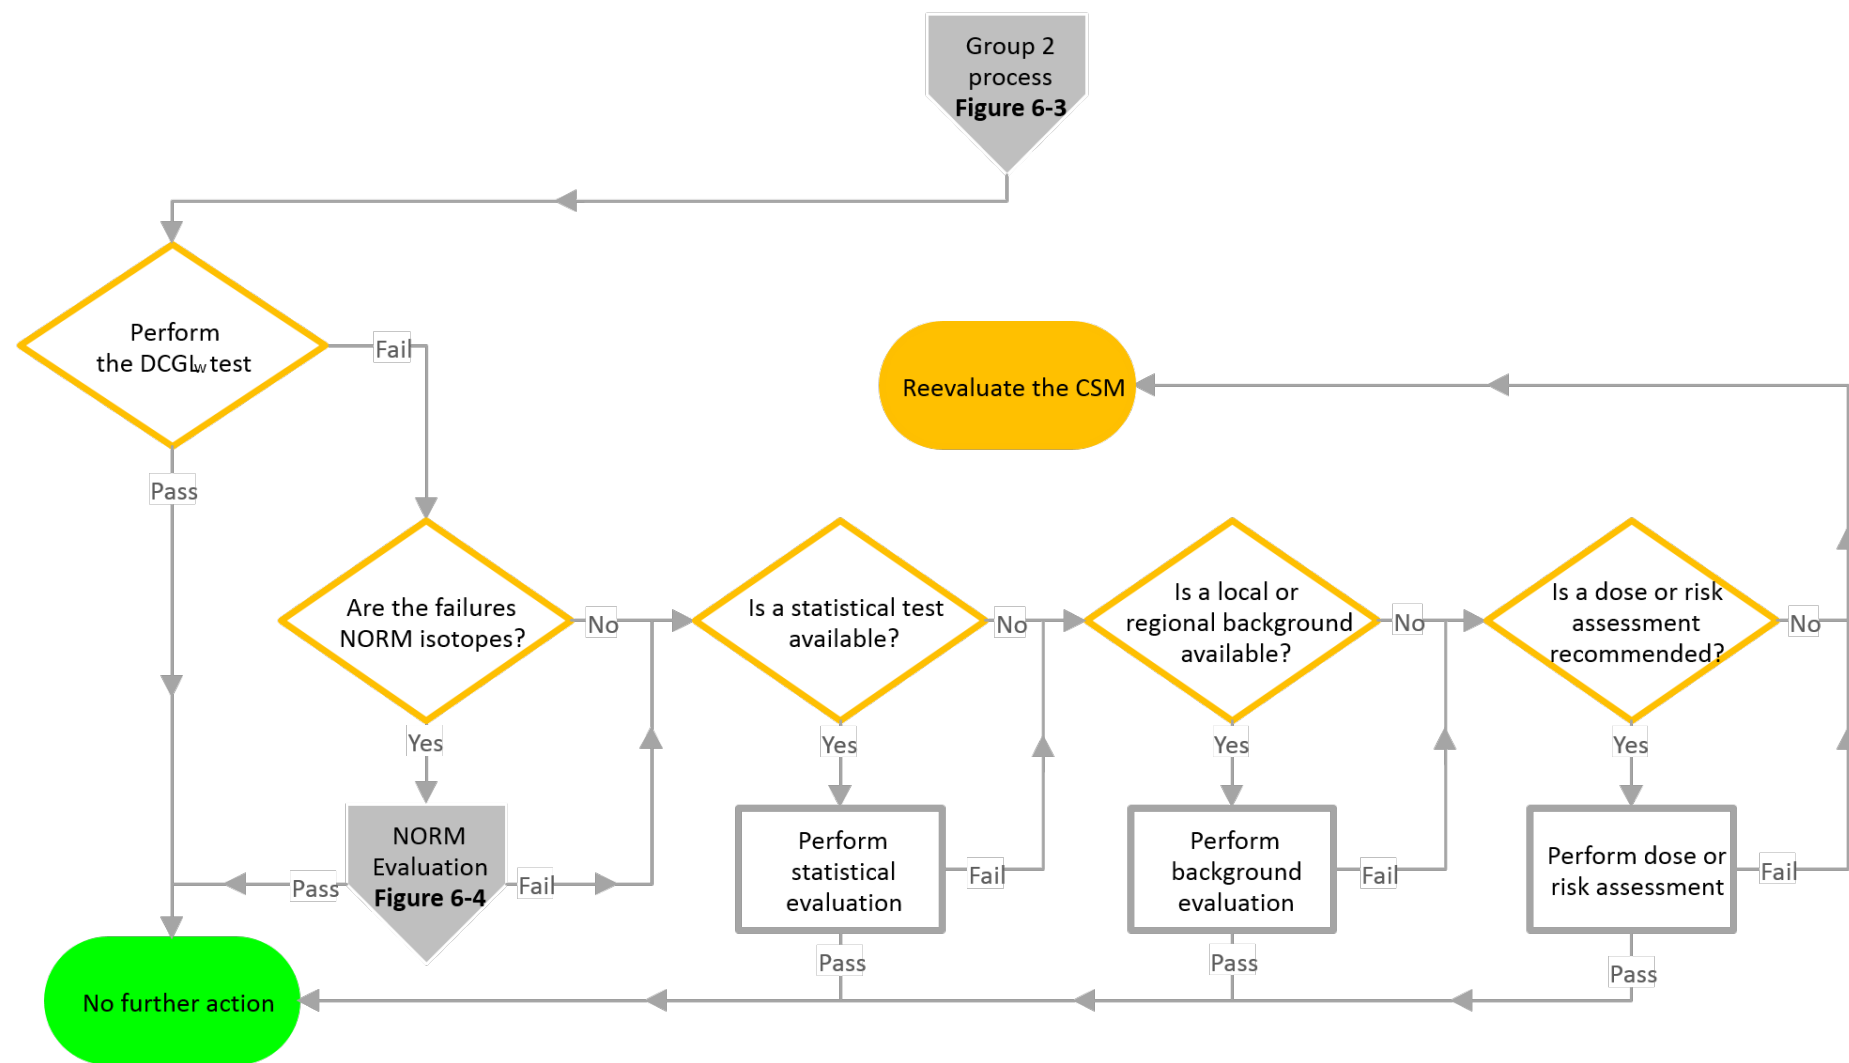 Group 2
process
Figure 6-3
Perform
the DCGLw test
Fail
Reevaluate the CSM
Pass
Are the failures
NORM isotopes?
No
Is a statistical test
available?
No
Is a local or
regional background
available?
No
Is a dose or risk
assessment
recommended?
No
Yes
Yes
Yes
Yes
NORM
Evaluation
Figure 6-4
Pass
Fail
Perform
statistical
evaluation
Fail
Perform
background
evaluation
Fail
Perform dose or
risk assessment
Fail
Pass
Pass
Pass
No further action